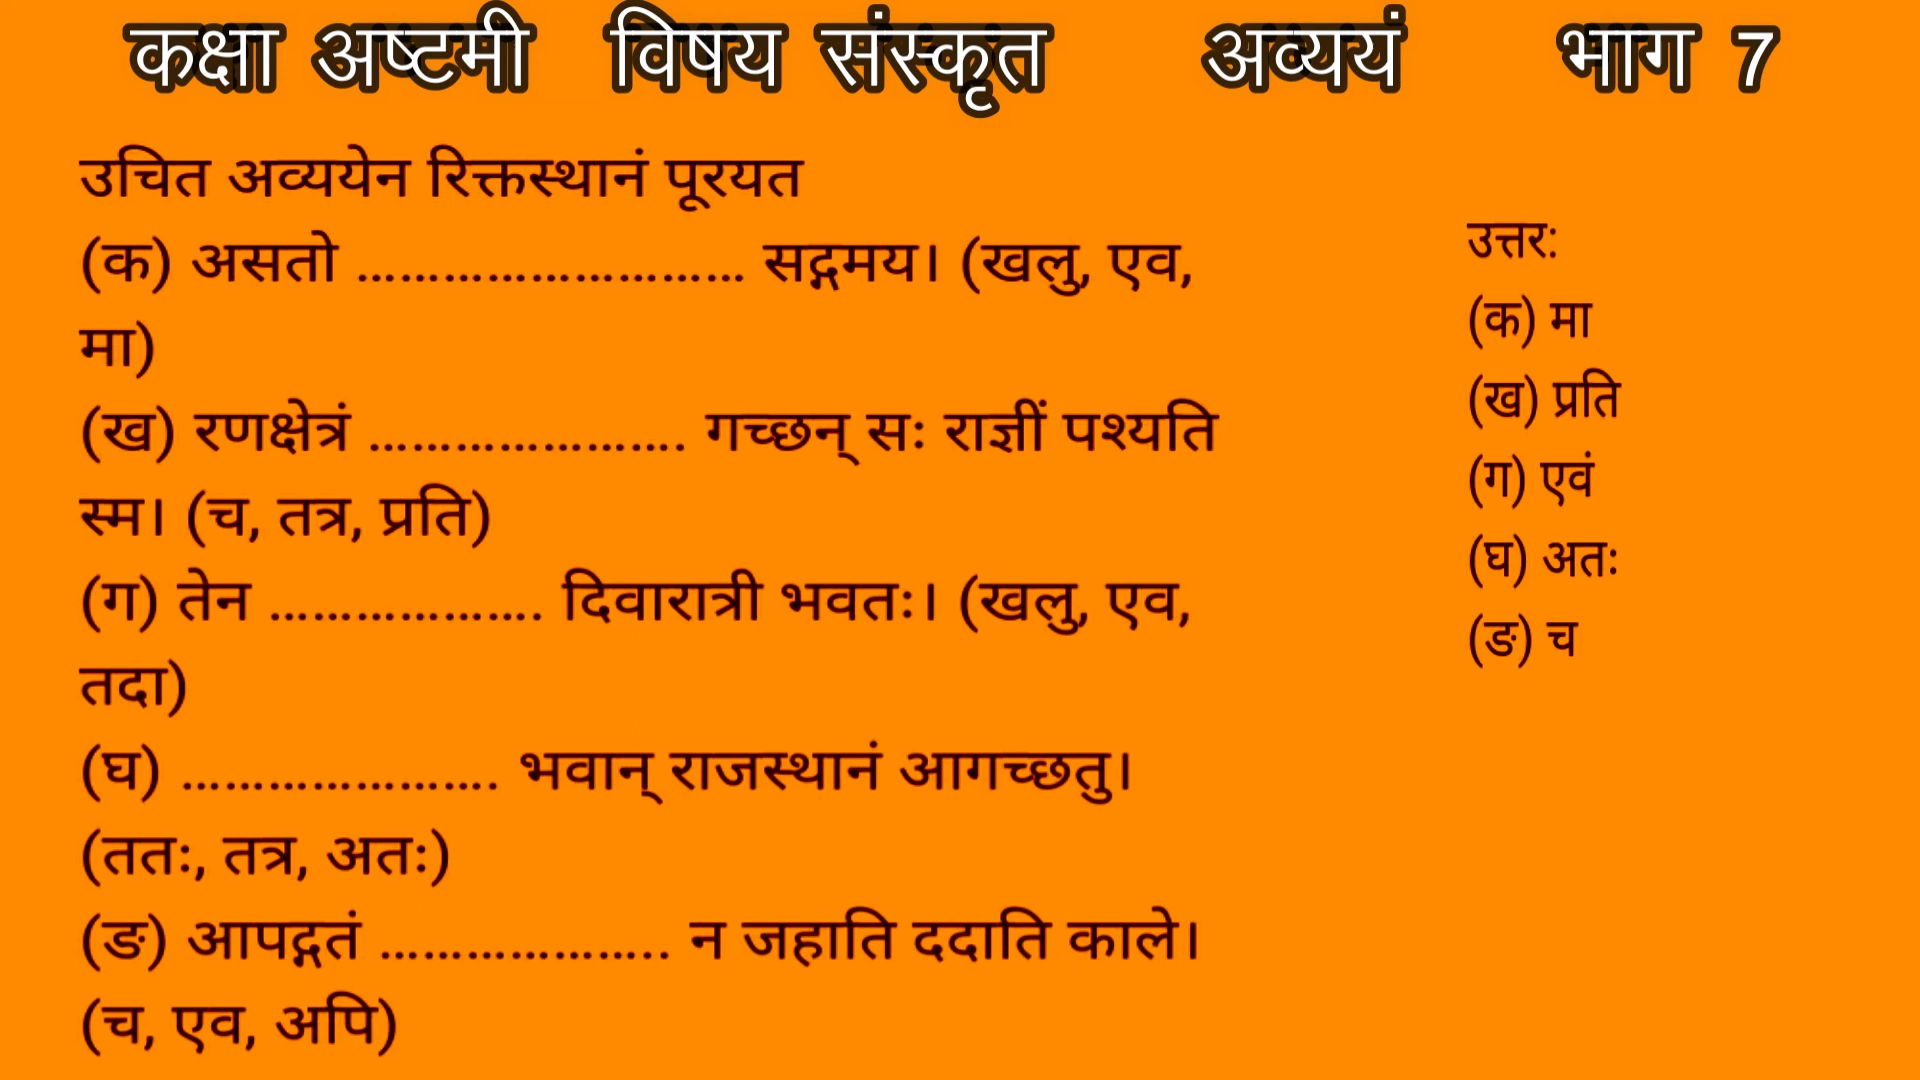 कक्षा अष्टमी विषय संस्कृत अव्ययं भाग 7
उचित अव्ययेन रिक्तस्थानं पूरयत
(क) असतो ……………………… सद्गमय। (खलु, एव,
मा)
(ख) रणक्षेत्रं …………………. गच्छन् सः राज्ञीं पश्यति
स्म। (च, तत्र, प्रति)
(ग) तेन ………………. दिवारात्री भवतः। (खलु, एव,
तदा)
(घ) …………………. भवान् राजस्थानं आगच्छतु।
(ततः, तत्र, अतः)
(ङ) आपद्गतं ……………….. न जहाति ददाति काले।
(च, एव, अपि)
उत्तर:
(क) मा
(ख) प्रति
(ग) एवं
(घ) अतः
(ङ) च